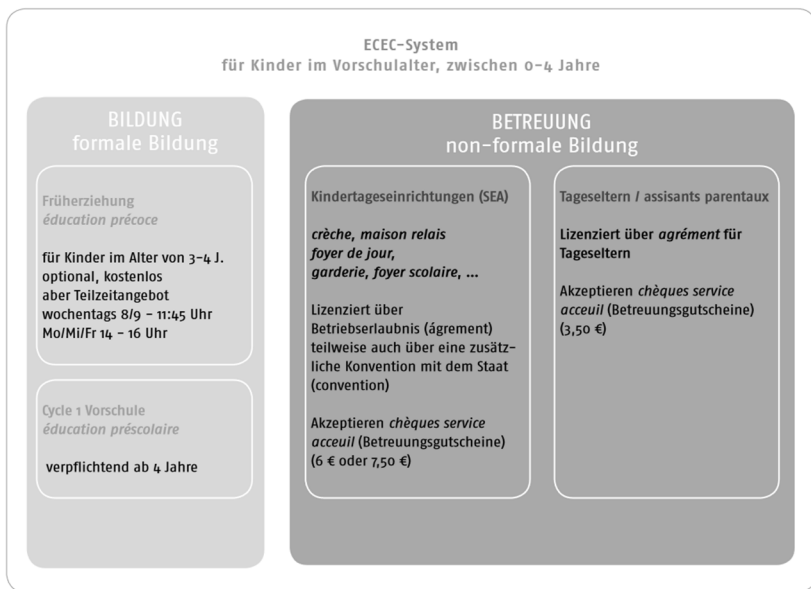 ECEC-System
für Kinder im Vorschulalter, zwischen 0-4 Jahre
BILDUNG
formale Bildung
Früherziehung
éducation précoce
für Kinder im Alter von 3-4 J.
optional, kostenlos
aber Teilzeitangebot
wochentags 8/9 - 11:45 Uhr
Mo/Mi/Fr 14 - 16 Uhr
Cycle 1 Vorschule
éducation préscolaire
verpflichtend ab 4 Jahre
BETREUUNG
non-formale Bildung
Kindertageseinrichtungen (SEA)
crèche, maison relais
foyer de jour,
garderie, foyer scolaire, ...
Lizenziert über
Betriebserlaubnis (ágrement)
teilweise auch über eine zusätz-
liche Konvention mit dem Staat
(convention)
Akzeptieren chèques service
acceuil (Betreuungsgutscheine)
(6 € oder 7,50 €)
Tageseltern / assisants parentaux
Lizenziert über agrément für
Tageseltern
Akzeptieren chèques service
acceuil (Betreuungsgutscheine)
(3,50 €)